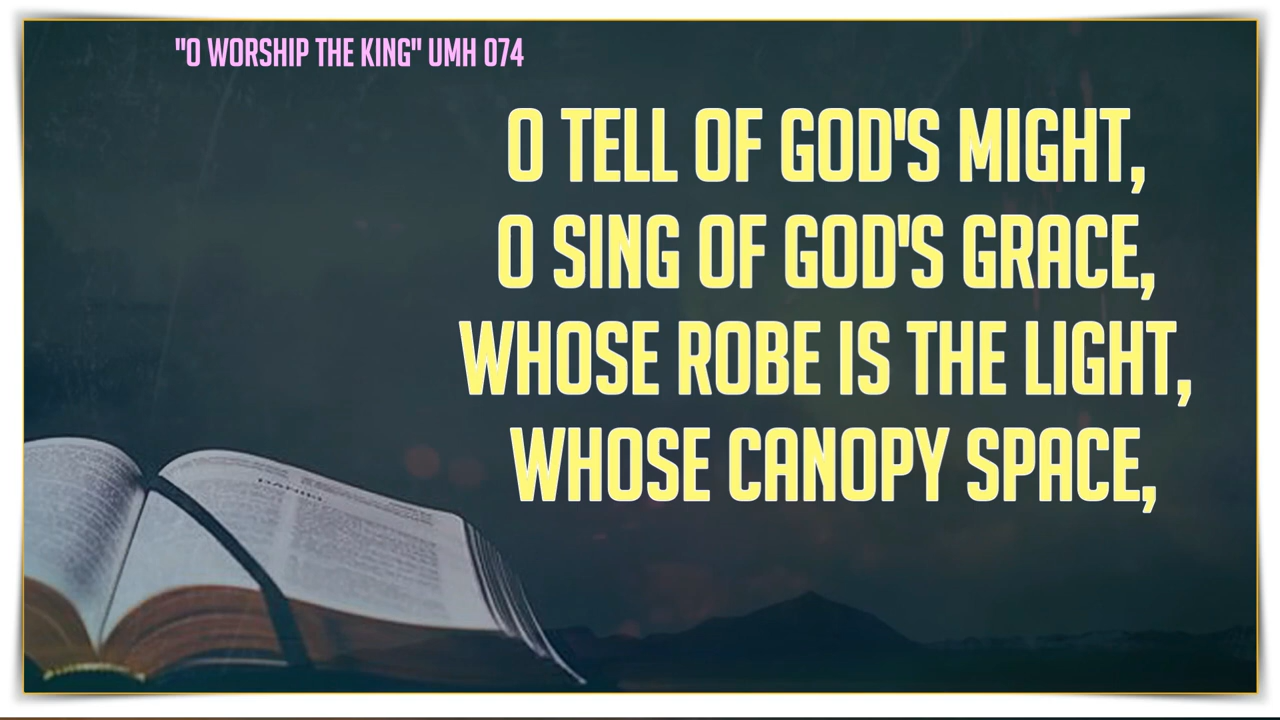 "O WORSHIP THE KING" UMH 074
O TELL OF GOD'S MIGHT,
O SING OF GOD'S GRACE,
WHOSE ROBE IS THE LIGHT,
WHOSE CANOPY SPACE,
DANIEL